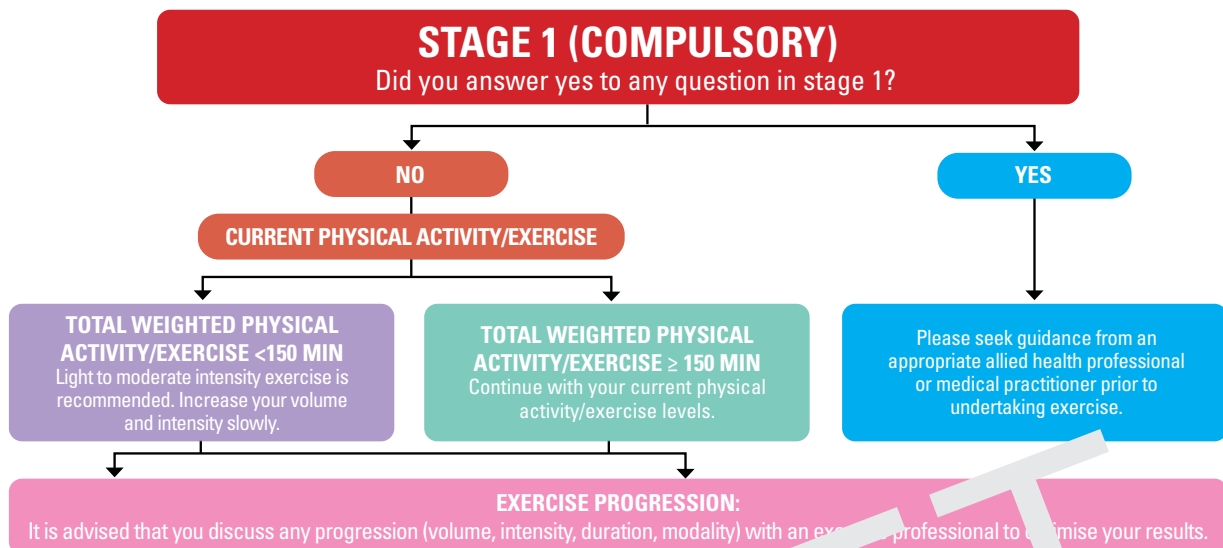 STAGE 1 (COMPULSORY)
Did you answer yes to any question in stage 1?
NO
YES
CURRENT PHYSICAL ACTIVITY/EXERCISE
TOTAL WEIGHTED PHYSICAL
ACTIVITY/EXERCISE <150 MIN
Light to moderate intensity exercise is
recommended. Increase your volume
and intensity slowly.
TOTAL WEIGHTED PHYSICAL
ACTIVITY/EXERCISE ≥ 150 MIN
Continue with your current physical
activity/exercise levels.
Please seek guidance from an
appropriate allied health professional
or medical practitioner prior to
undertaking exercise.
EXERCISE PROGRESSION:
It is advised that you discuss any progression (volume, intensity, duration, modality) with an professional to your results.